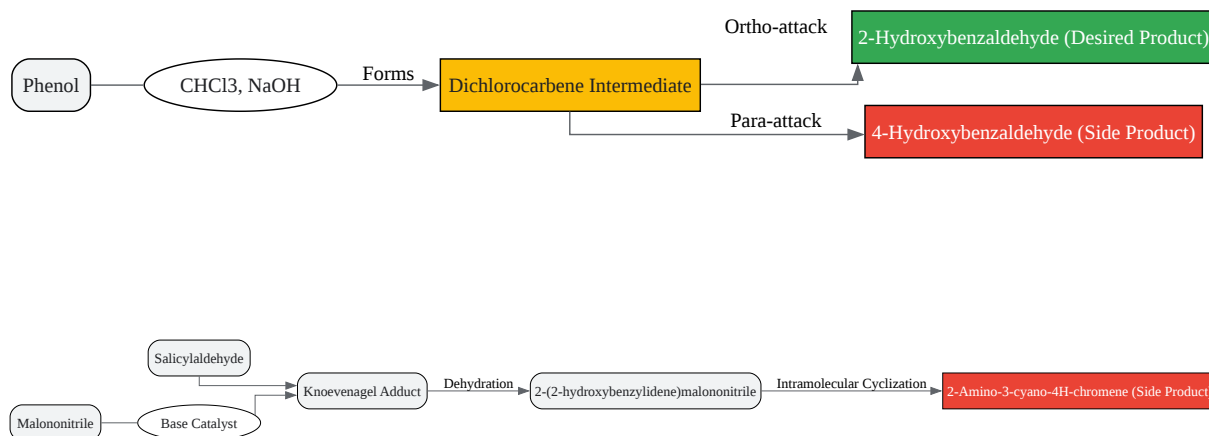 Ortho-attack
2-Hydroxybenzaldehyde (Desired Product)
Phenol
CHCl3, NaOH
Forms
Dichlorocarbene Intermediate
Para-attack
4-Hydroxybenzaldehyde (Side Product)
Salicylaldehyde
Knoevenagel Adduct
Dehydration
2-(2-hydroxybenzylidene)malononitrile
Intramolecular Cyclization
2-Amino-3-cyano-4H-chromene (Side Product
Malononitrile
Base Catalyst